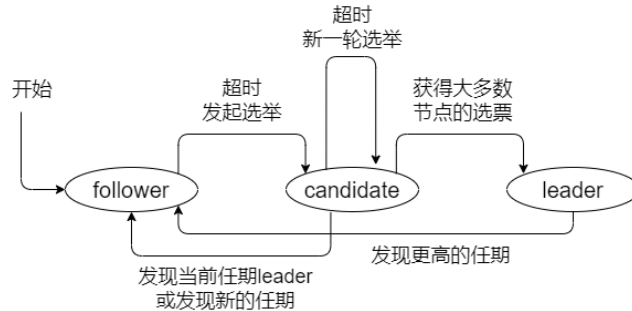 超时
新一轮选举
开始
超时
发起选举
获得大多数
节点的选票
follower
candidate
leader
发现当前任期leader
或发现新的任期
发现更高的任期